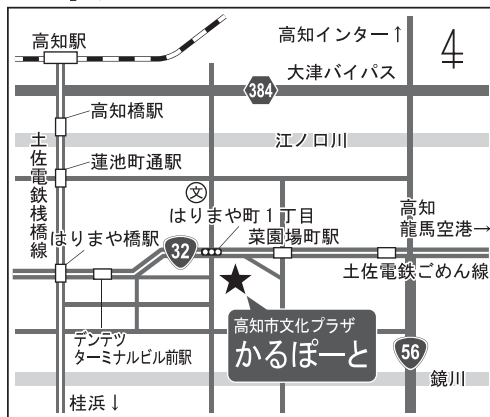 高知駅
高知インター↑
4
大津バイパス
384
高知橋駅
江ノ口川
土佐電鉄桟橋線
蓮池町通駅
文
はりまや町1丁目
高知
龍馬空港→
はりまや橋駅
32
菜園場町駅
土佐電鉄ごめん線
デンテツ
ターミナルビル前駅
高知市文化プラザ
かるぽーと
56
鏡川
桂浜↓